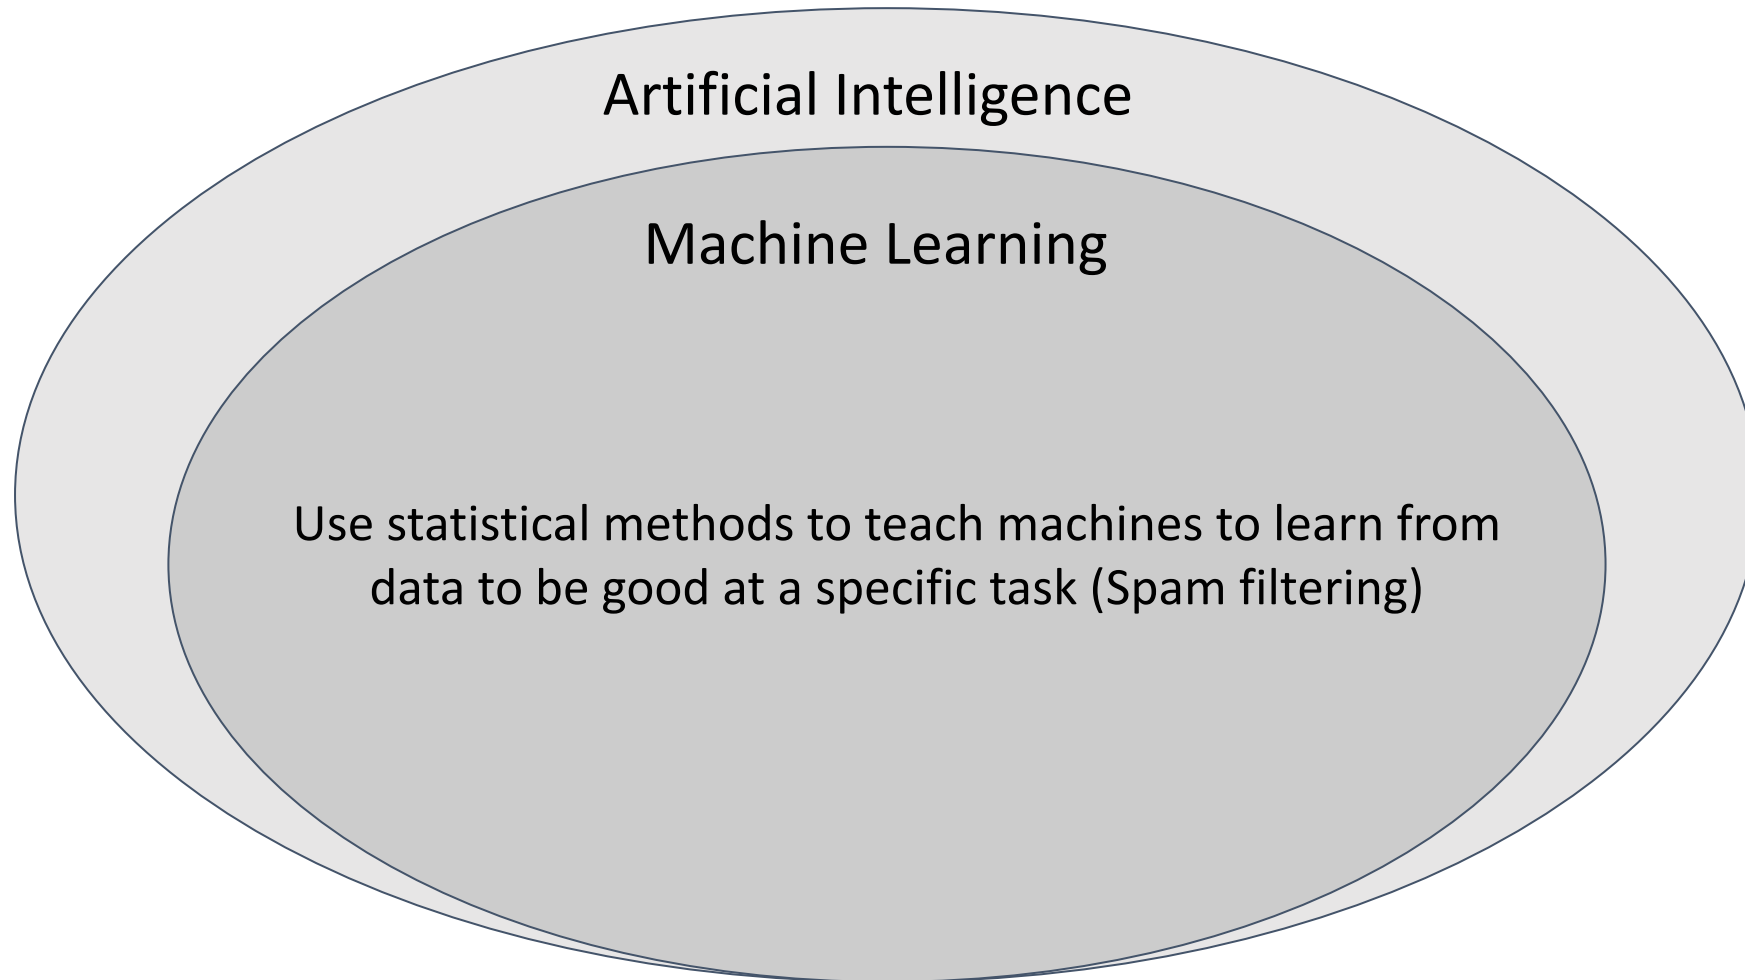 Artificial Intelligence
Machine Learning
Use statistical methods to teach machines to learn from
data to be good at a specific task (Spam filtering)